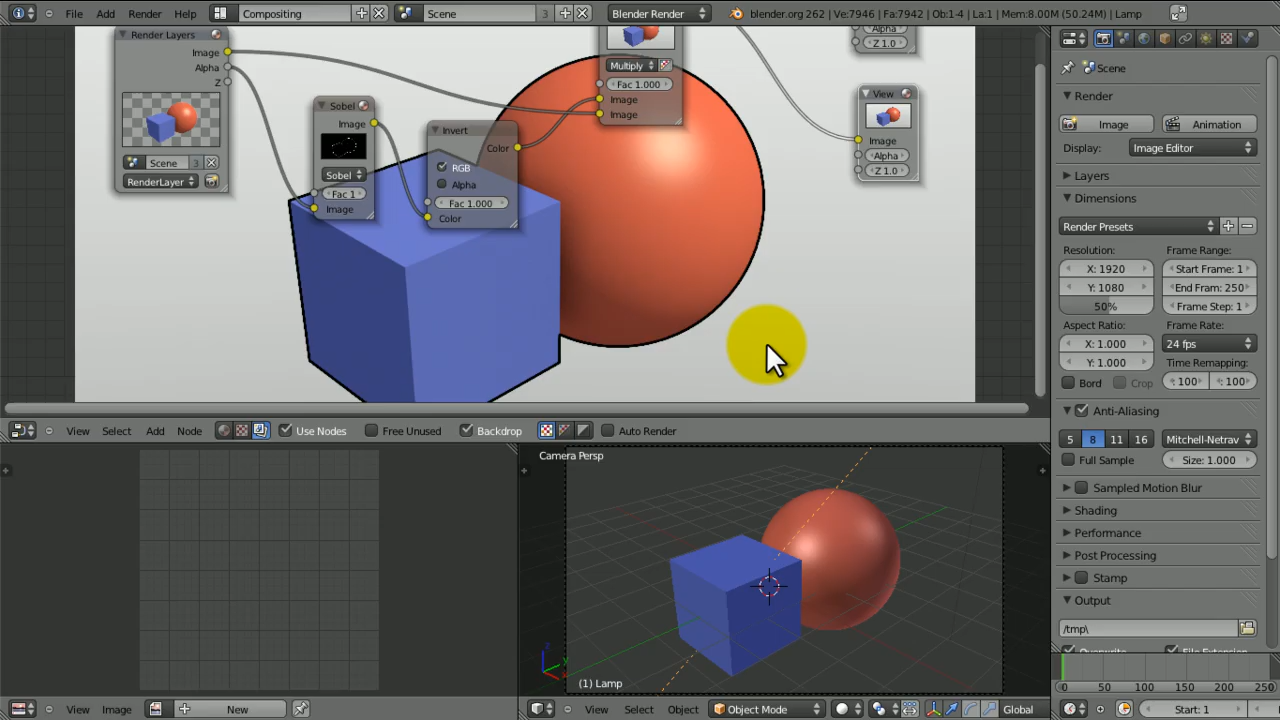 File Add Render Help Compositing Scene 3 Blender Render blender.org 262 | Ve:7946 | Fa:7942 | Ob:1-4 | La:1 | Mem:8.00M (50.24M) | Lamp
Render Layers
Image
Alpha
Z
Scene 3
RenderLayer
Sobel
Image
Sobel
Fac 1
Image
Invert
Color
RGB
Alpha
Fac 1.000
Color
Multiply
Fac 1.000
Image
Image
Alpha
Z 1.0
View
Image
Alpha
Z 1.0
View Select Add Node Use Nodes Free Unused Backdrop Auto Render
View Image New
Camera Persp
(1) Lamp
View Select Object Object Mode Global
Scene
Render
Image Animation
Display: Image Editor
Layers
Dimensions
Render Presets
Resolution: Frame Range:
X: 1920 Start Frame: 1
Y: 1080 End Fram: 250
50% Frame Step: 1
Aspect Ratio: Frame Rate:
X: 1.000 24 fps
Y: 1.000 Time Remapping:
Bord Crop 100 100
Anti-Aliasing
5 8 11 16 Mitchell-Netrav
Full Sample Size: 1.000
Sampled Motion Blur
Shading
Performance
Post Processing
Stamp
Output
/tmp\
Overwrite File Extension
0 50 100 150 200 250
Start: 1